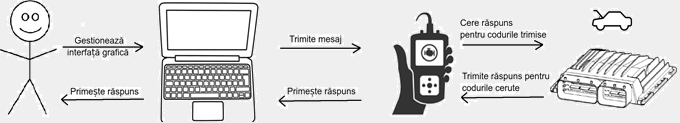 Gestionează
interfață grafică
Primește răspuns
Trimite mesaj
Primește răspuns
Cere răspuns
pentru codurile trimise
Trimite răspuns pentru
codurile cerute